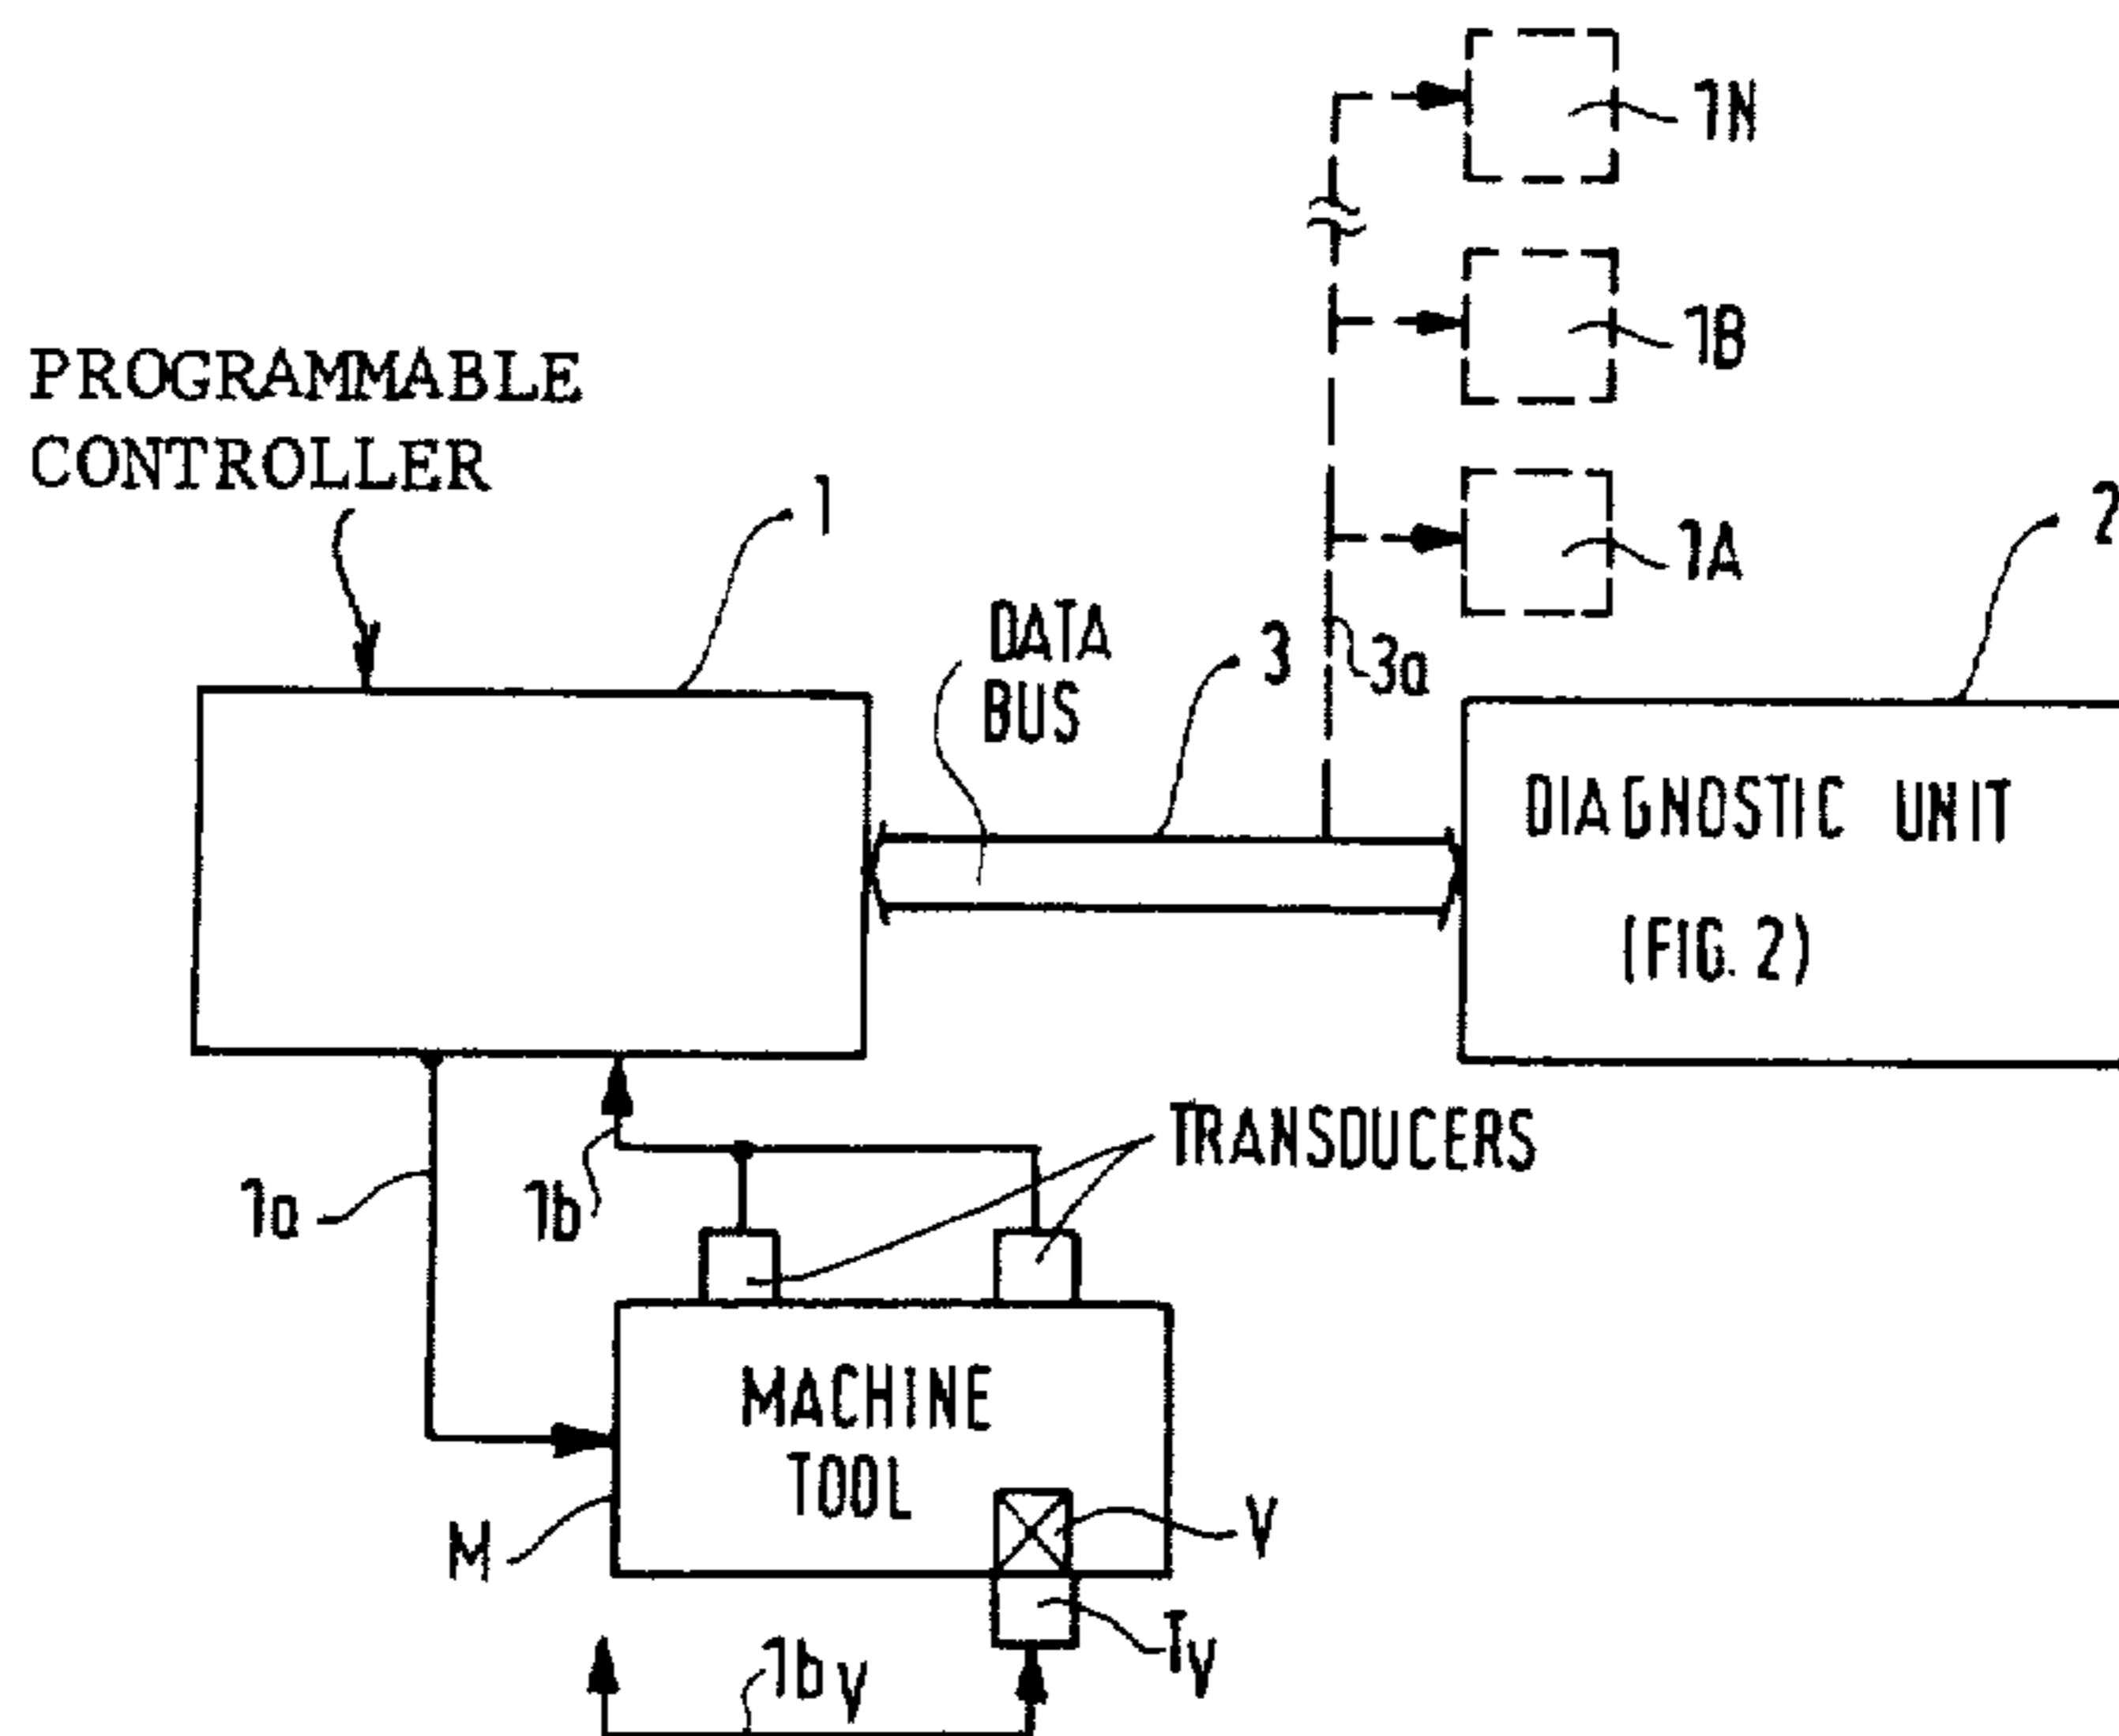 1N
1B
PROGRAMMABLE
CONTROLLER
1
1A
2
DATA
BUS
3
3a
DIAGNOSTIC UNIT
(FIG. 2)
1a
1b
TRANSDUCERS
MACHINE
TOOL
M
V
TV
1bV